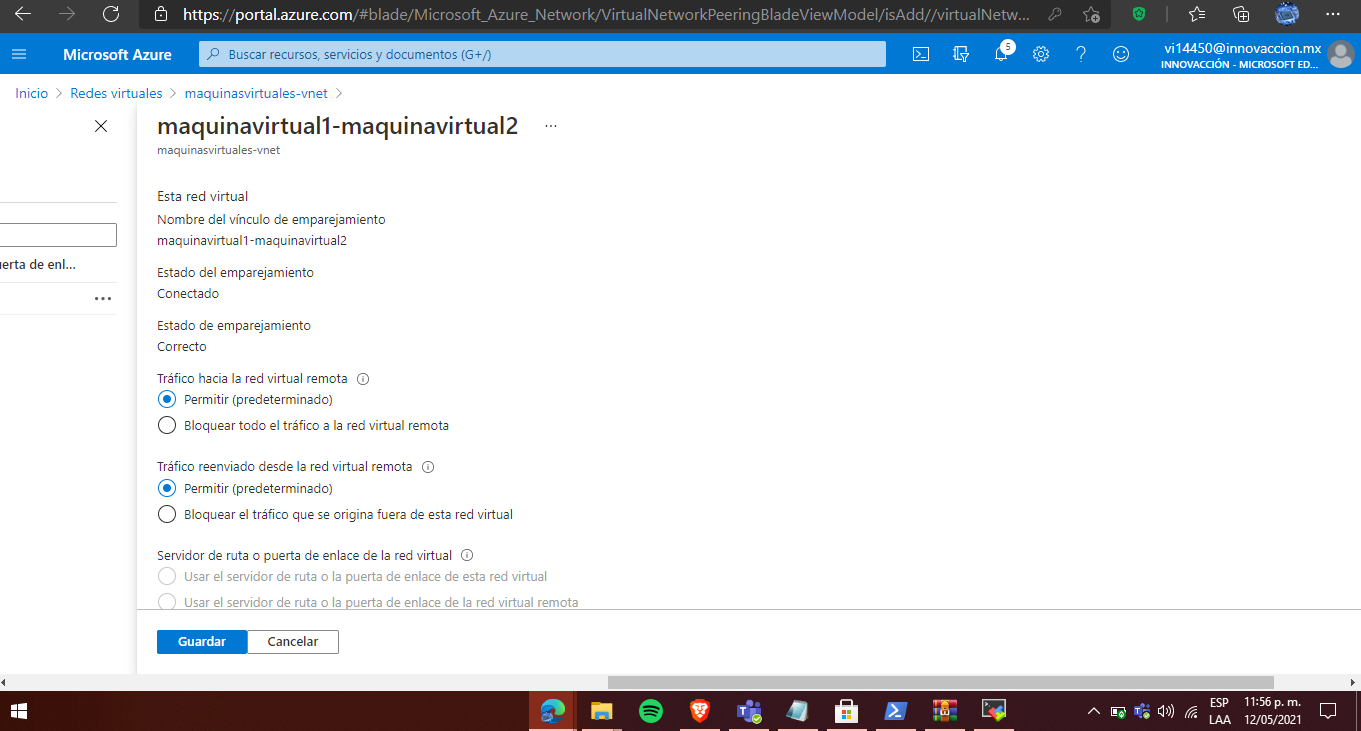 https://portal.azure.com/#blade/Microsoft_Azure_Network/VirtualNetworkPeeringBladeViewModel/isAdd//virtualNetw...
Microsoft Azure
Buscar recursos, servicios y documentos (G+/)
5
vi14450@innovaccion.mx
INNOVACCIÓN - MICROSOFT ED...
Inicio > Redes virtuales > maquinasvirtuales-vnet >
maquinavirtual1-maquinavirtual2 ...
maquinasvirtuales-vnet
Esta red virtual
Nombre del vínculo de emparejamiento
maquinavirtual1-maquinavirtual2
uerta de enl...
Estado del emparejamiento
Conectado
Estado de emparejamiento
Correcto
Tráfico hacia la red virtual remota
Permitir (predeterminado)
Bloquear todo el tráfico a la red virtual remota
Tráfico reenviado desde la red virtual remota
Permitir (predeterminado)
Bloquear el tráfico que se origina fuera de esta red virtual
Servidor de ruta o puerta de enlace de la red virtual
Usar el servidor de ruta o la puerta de enlace de esta red virtual
Usar el servidor de ruta o la puerta de enlace de la red virtual remota
Guardar
Cancelar
ESP
LAA
11:56 p. m.
12/05/2021